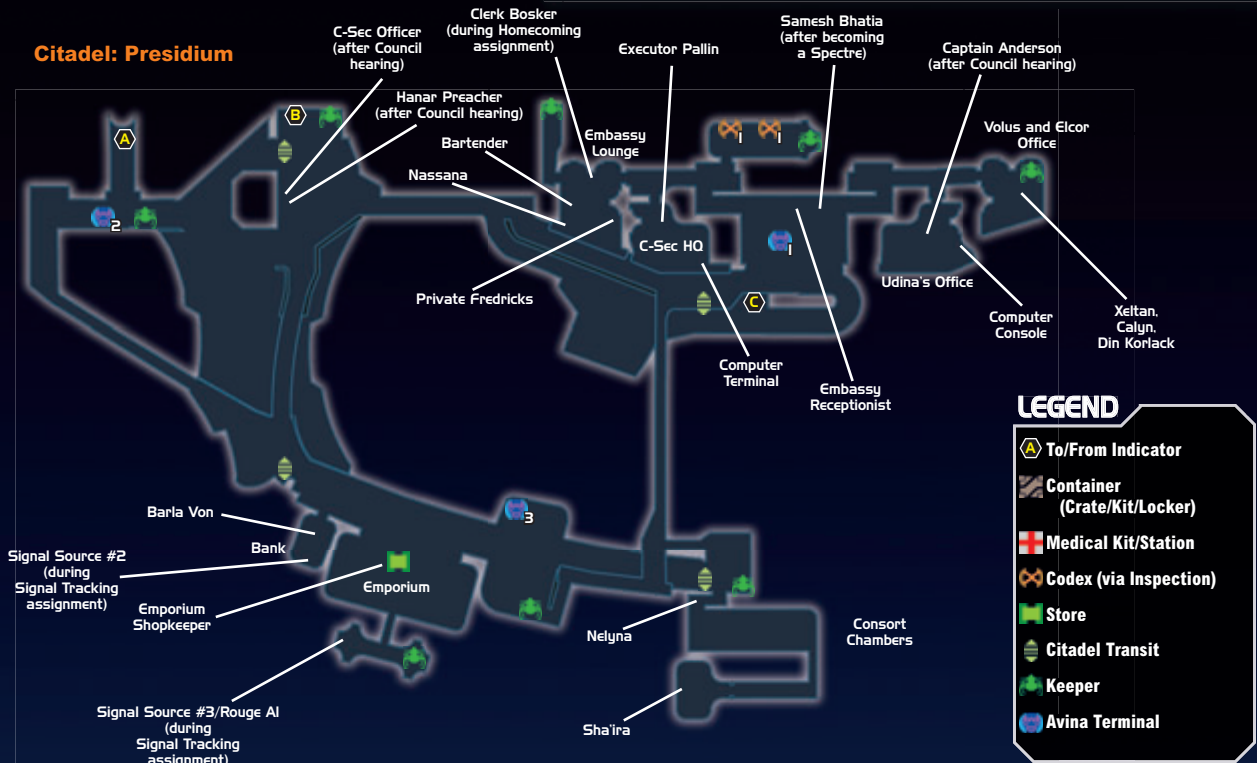 Citadel: Presidium
C-Sec Officer
(after Council
hearing)
Clerk Bosker
(during Homecoming
assignment)
Executor Pallin
Samesh Bhatia
(after becoming
a Spectre)
Captain Anderson
(after Council hearing)
Hanar Preacher
(after Council hearing)
Bartender
Nassana
Embassy
Lounge
Volus and Elcor
Office
A
B
1
1
2
C-Sec HQ
1
C
Private Fredricks
Udina's Office
Computer
Console
Xeltan,
Calyn,
Din Korlack
Computer
Terminal
Embassy
Receptionist
Barla Von
Bank
Signal Source #2
(during
Signal Tracking
assignment)
Emporium
Emporium
Shopkeeper
3
Nelyna
Consort
Chambers
Sha'ira
Signal Source #3/Rouge AI
(during
Signal Tracking
assignment)
LEGEND
A To/From Indicator
Container
(Crate/Kit/Locker)
Medical Kit/Station
Codex (via Inspection)
Store
Citadel Transit
Keeper
Avina Terminal